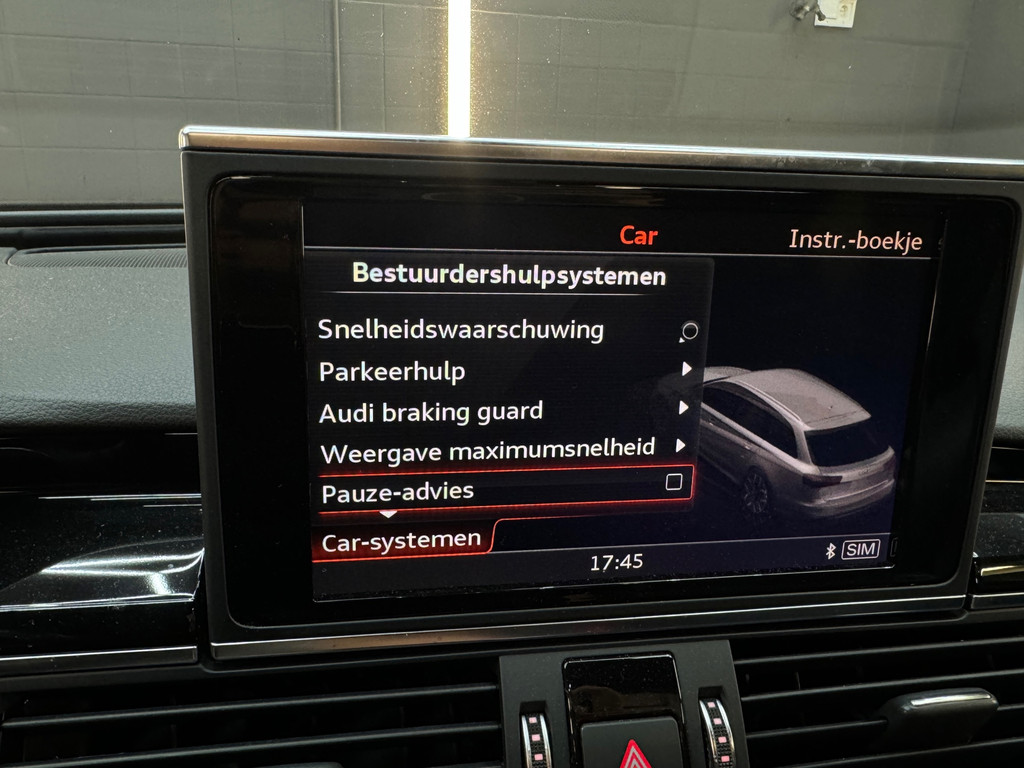 Car
Instr.-boekje
Bestuurdershulpsystemen
Snelheidswaarschuwing
Parkeerhulp
Audi braking guard
Weergave maximumsnelheid
Pauze-advies
Car-systemen
17:45
SIM